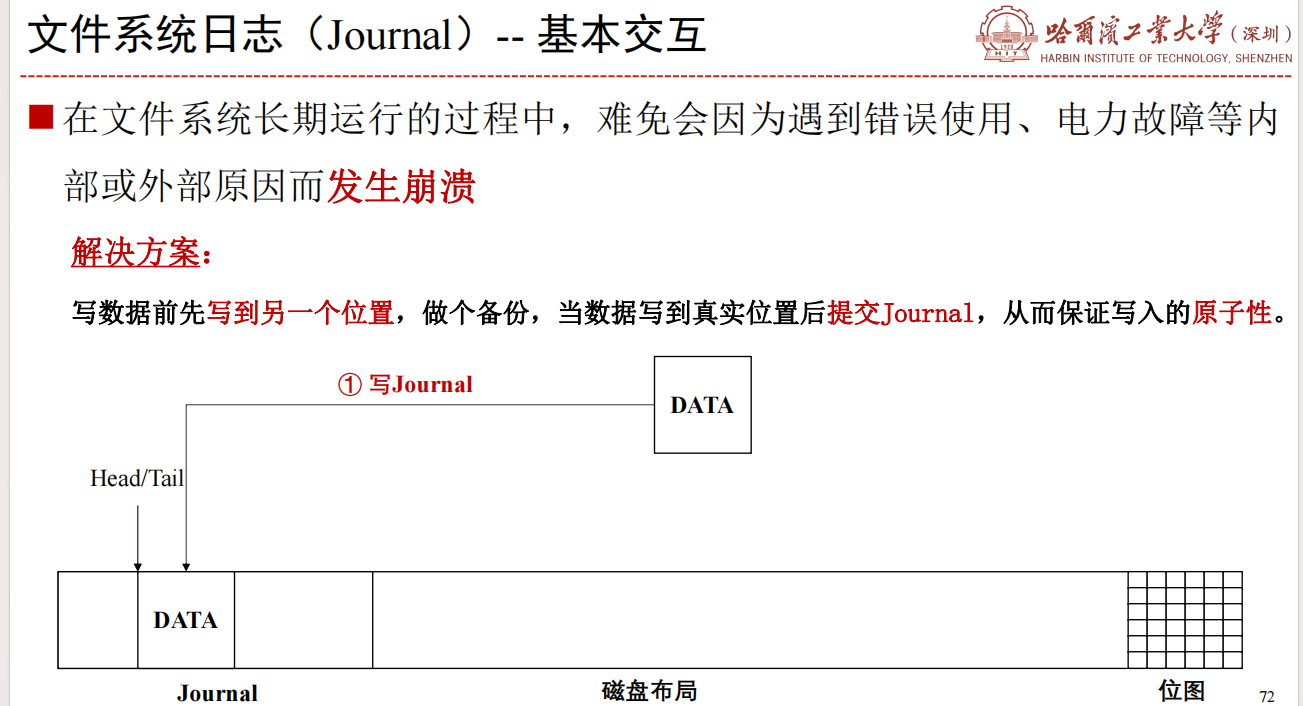 文件系统日志（Journal）-- 基本交互
哈爾濱工業大學（深圳）
HARBIN INSTITUTE OF TECHNOLOGY, SHENZHEN
1920
HIT
在文件系统长期运行的过程中，难免会因为遇到错误使用、电力故障等内
部或外部原因而发生崩溃
解决方案：
写数据前先写到另一个位置，做个备份，当数据写到真实位置后提交Journal，从而保证写入的原子性。
① 写Journal
DATA
Head/Tail
DATA
Journal
磁盘布局
位图
72